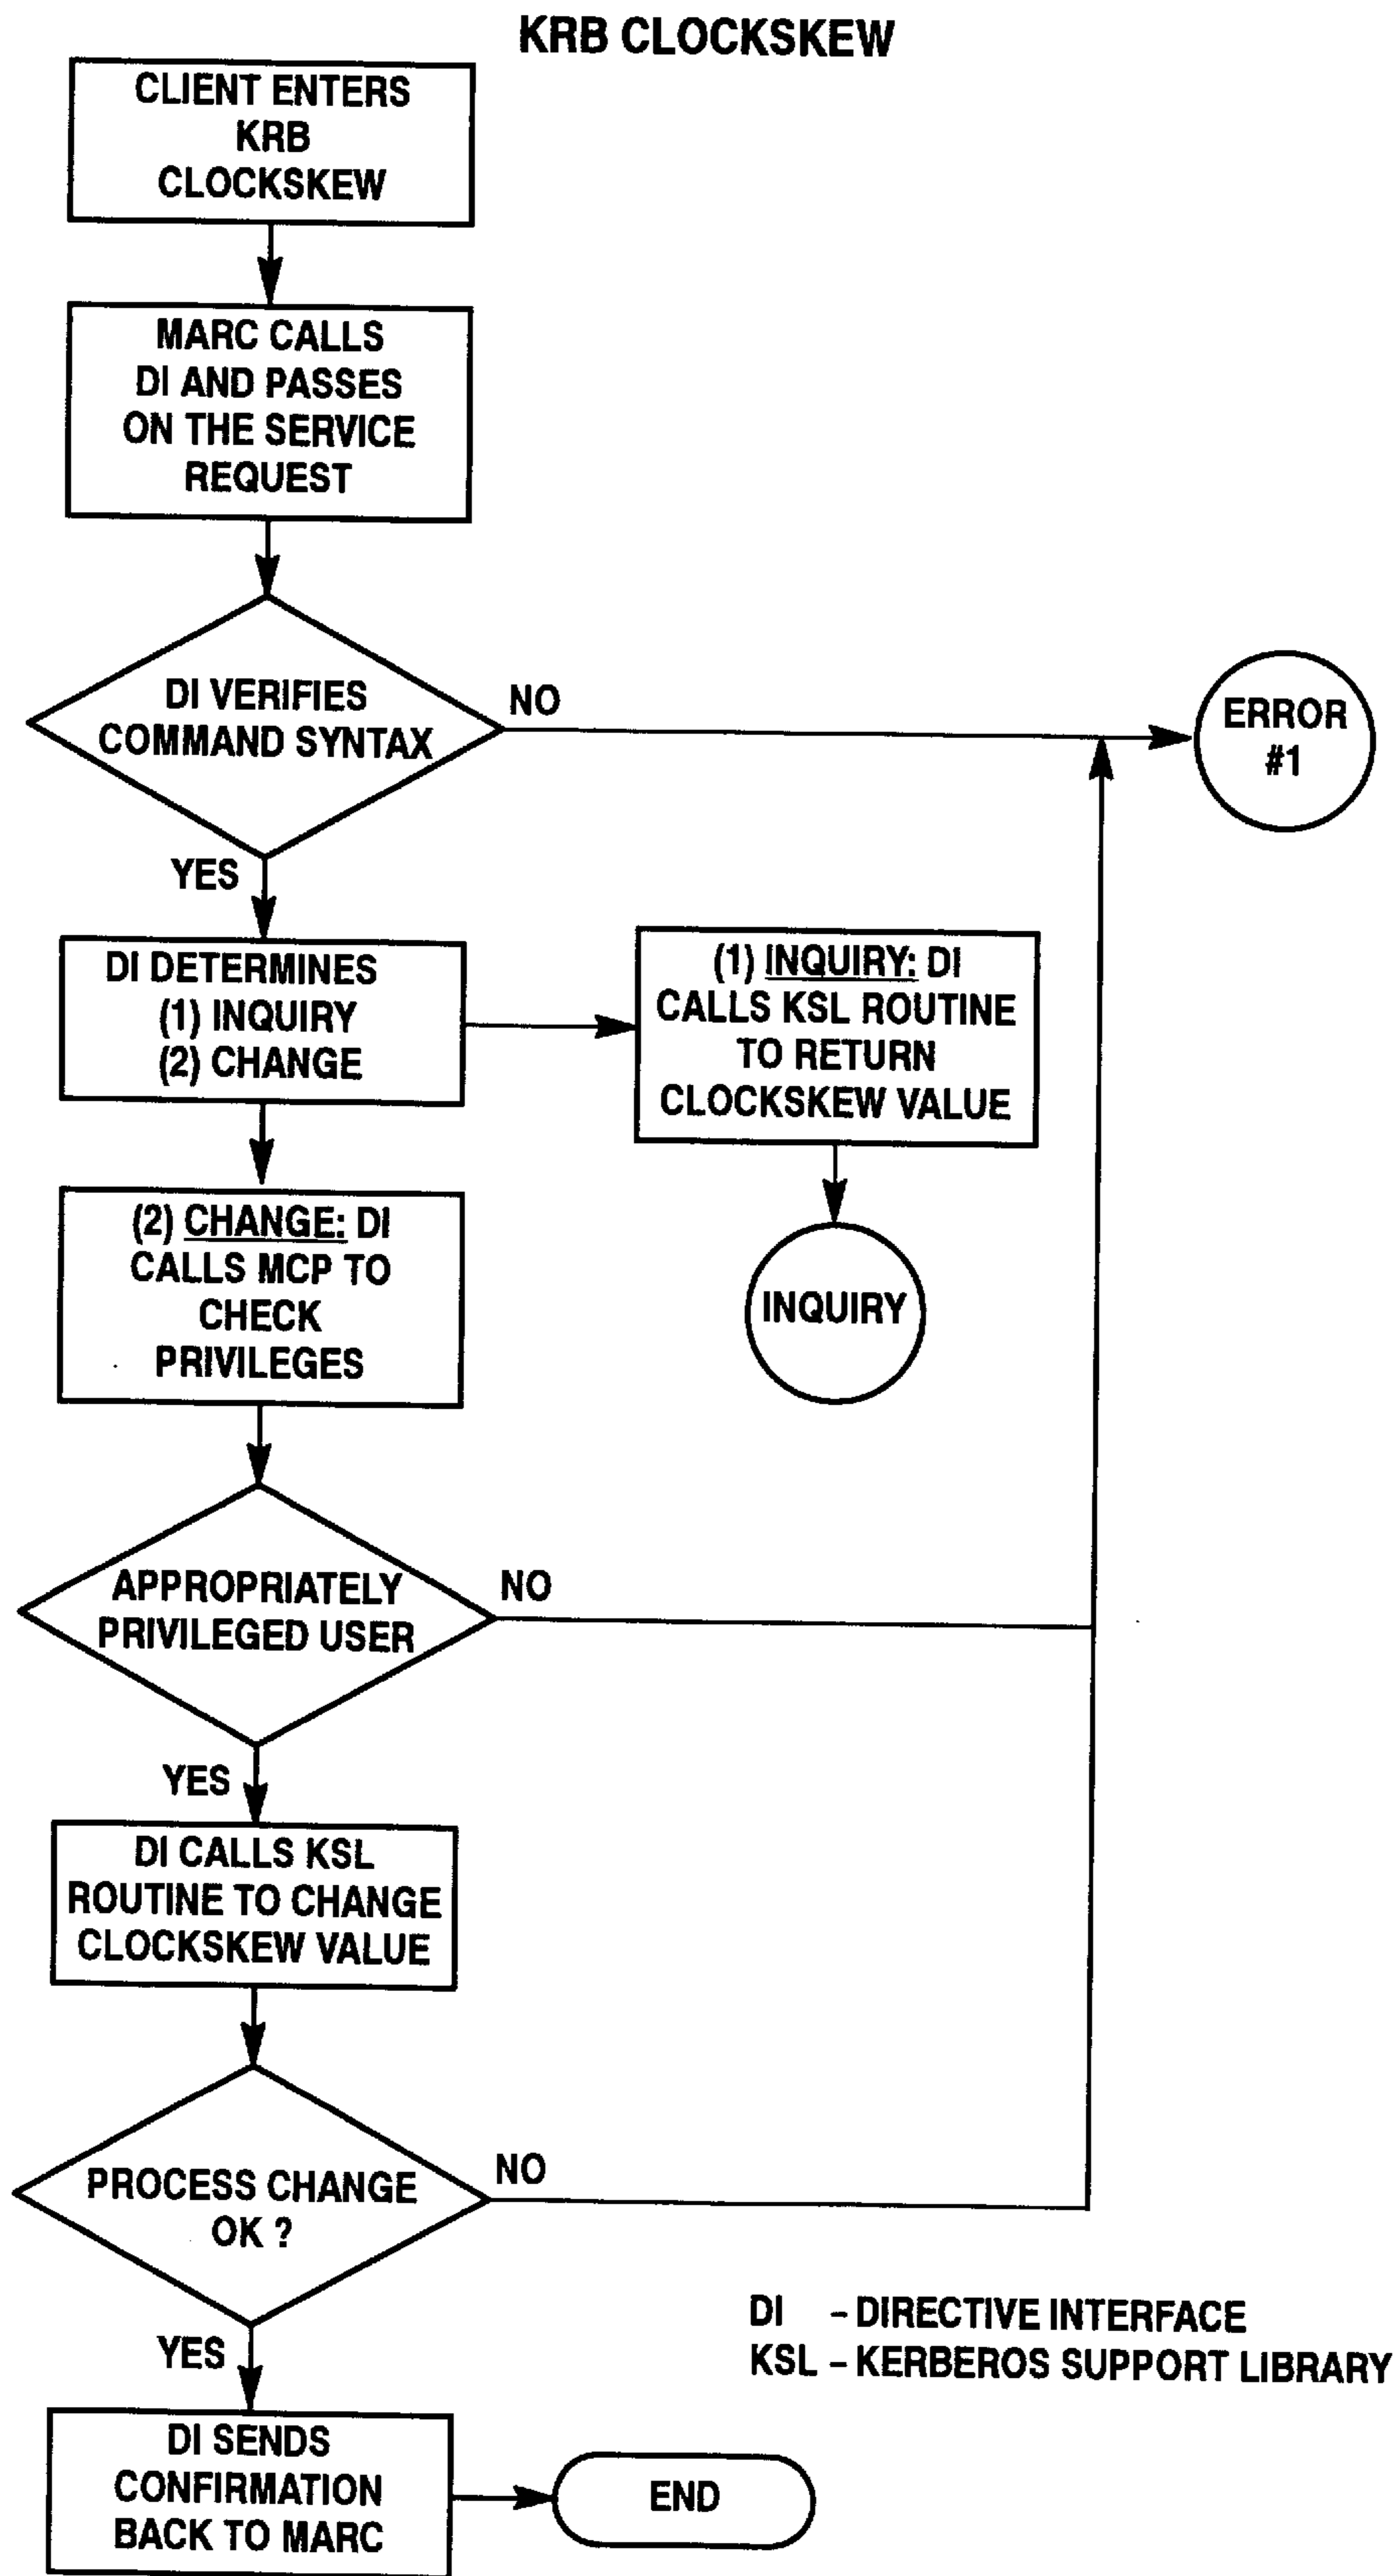 KRB CLOCKSKEW
CLIENT ENTERS
KRB
CLOCKSKEW
MARC CALLS
DI AND PASSES
ON THE SERVICE
REQUEST
DI VERIFIES
COMMAND SYNTAX
NO
ERROR
#1
YES
DI DETERMINES
(1) INQUIRY
(2) CHANGE
(1) INQUIRY: DI
CALLS KSL ROUTINE
TO RETURN
CLOCKSKEW VALUE
INQUIRY
(2) CHANGE: DI
CALLS MCP TO
CHECK
PRIVILEGES
APPROPRIATELY
PRIVILEGED USER
NO
YES
DI CALLS KSL
ROUTINE TO CHANGE
CLOCKSKEW VALUE
PROCESS CHANGE
OK ?
NO
YES
DI – DIRECTIVE INTERFACE
KSL – KERBEROS SUPPORT LIBRARY
DI SENDS
CONFIRMATION
BACK TO MARC
END